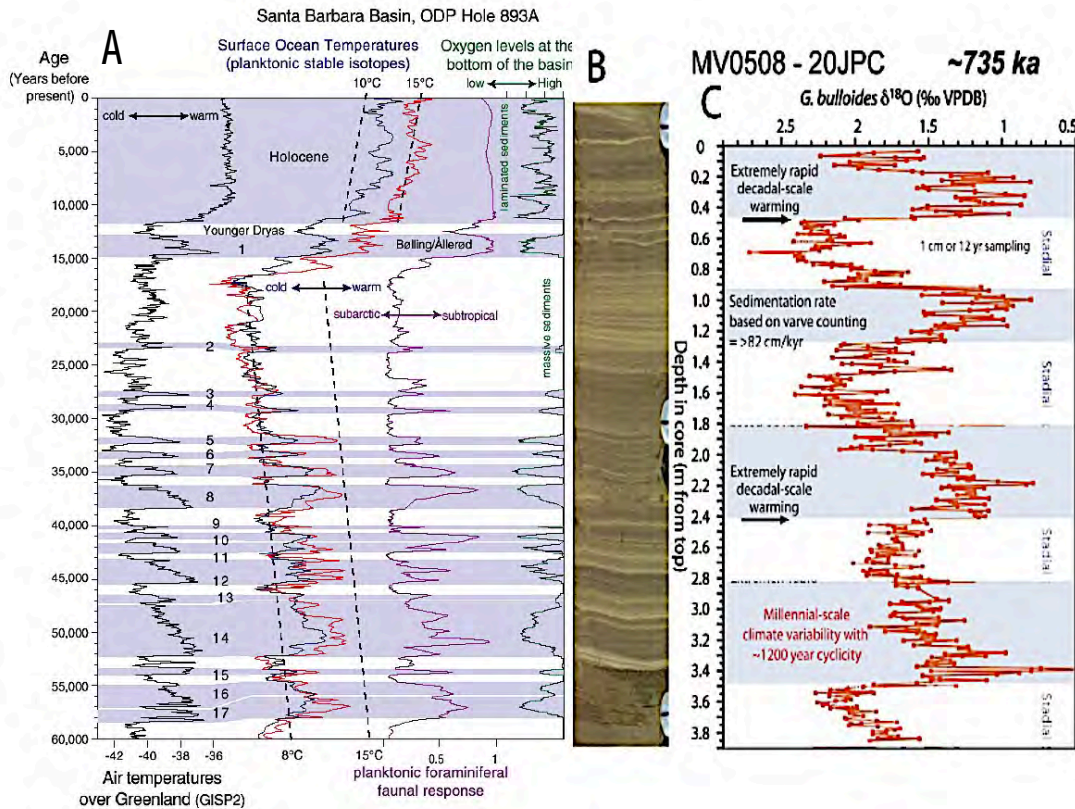 Santa Barbara Basin, ODP Hole 893A
A
Age
(Years before
present)
Surface Ocean Temperatures
(planktonic stable isotopes)
10°C 15°C
Oxygen levels at the
bottom of the basin
low High
0
5,000
10,000
15,000
20,000
25,000
30,000
35,000
40,000
45,000
50,000
55,000
60,000
cold warm
Holocene
laminated sediments
Younger Dryas
Bølling/Allerød
cold warm
subarctic subtropical
massive sediments
1
2
3
4
5
6
7
8
9
10
11
12
13
14
15
16
17
-42 -40 -38 -36
8°C 15°C
0.5 1
Air temperatures
over Greenland (GISP2)
planktonic foraminiferal
faunal response
B
MV0508 - 20JPC ~735 ka
C
G. bulloides δ18O (‰ VPDB)
2.5 2 1.5 1 0.5
Depth in core (m from top)
0
0.2
0.4
0.6
0.8
1.0
1.2
1.4
1.6
1.8
2.0
2.2
2.4
2.6
2.8
3.0
3.2
3.4
3.6
3.8
Extremely rapid
decadal-scale
warming
1 cm or 12 yr sampling
Stadial
Sedimentation rate
based on varve counting
= >82 cm/kyr
Stadial
Extremely rapid
decadal-scale
warming
Stadial
Millennial-scale
climate variability with
~1200 year cyclicity
Stadial